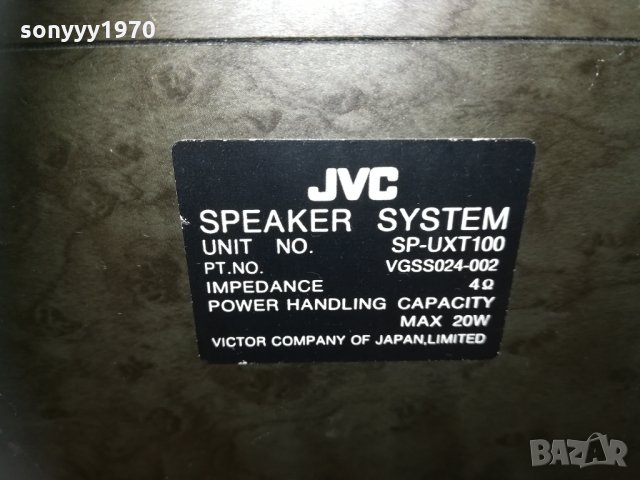 sonyyy1970
JVC
SPEAKER SYSTEM
UNIT NO. SP-UXT100
PT.NO. VGSS024-002
IMPEDANCE 4Ω
POWER HANDLING CAPACITY
MAX 20W
VICTOR COMPANY OF JAPAN,LIMITED
BAZAR